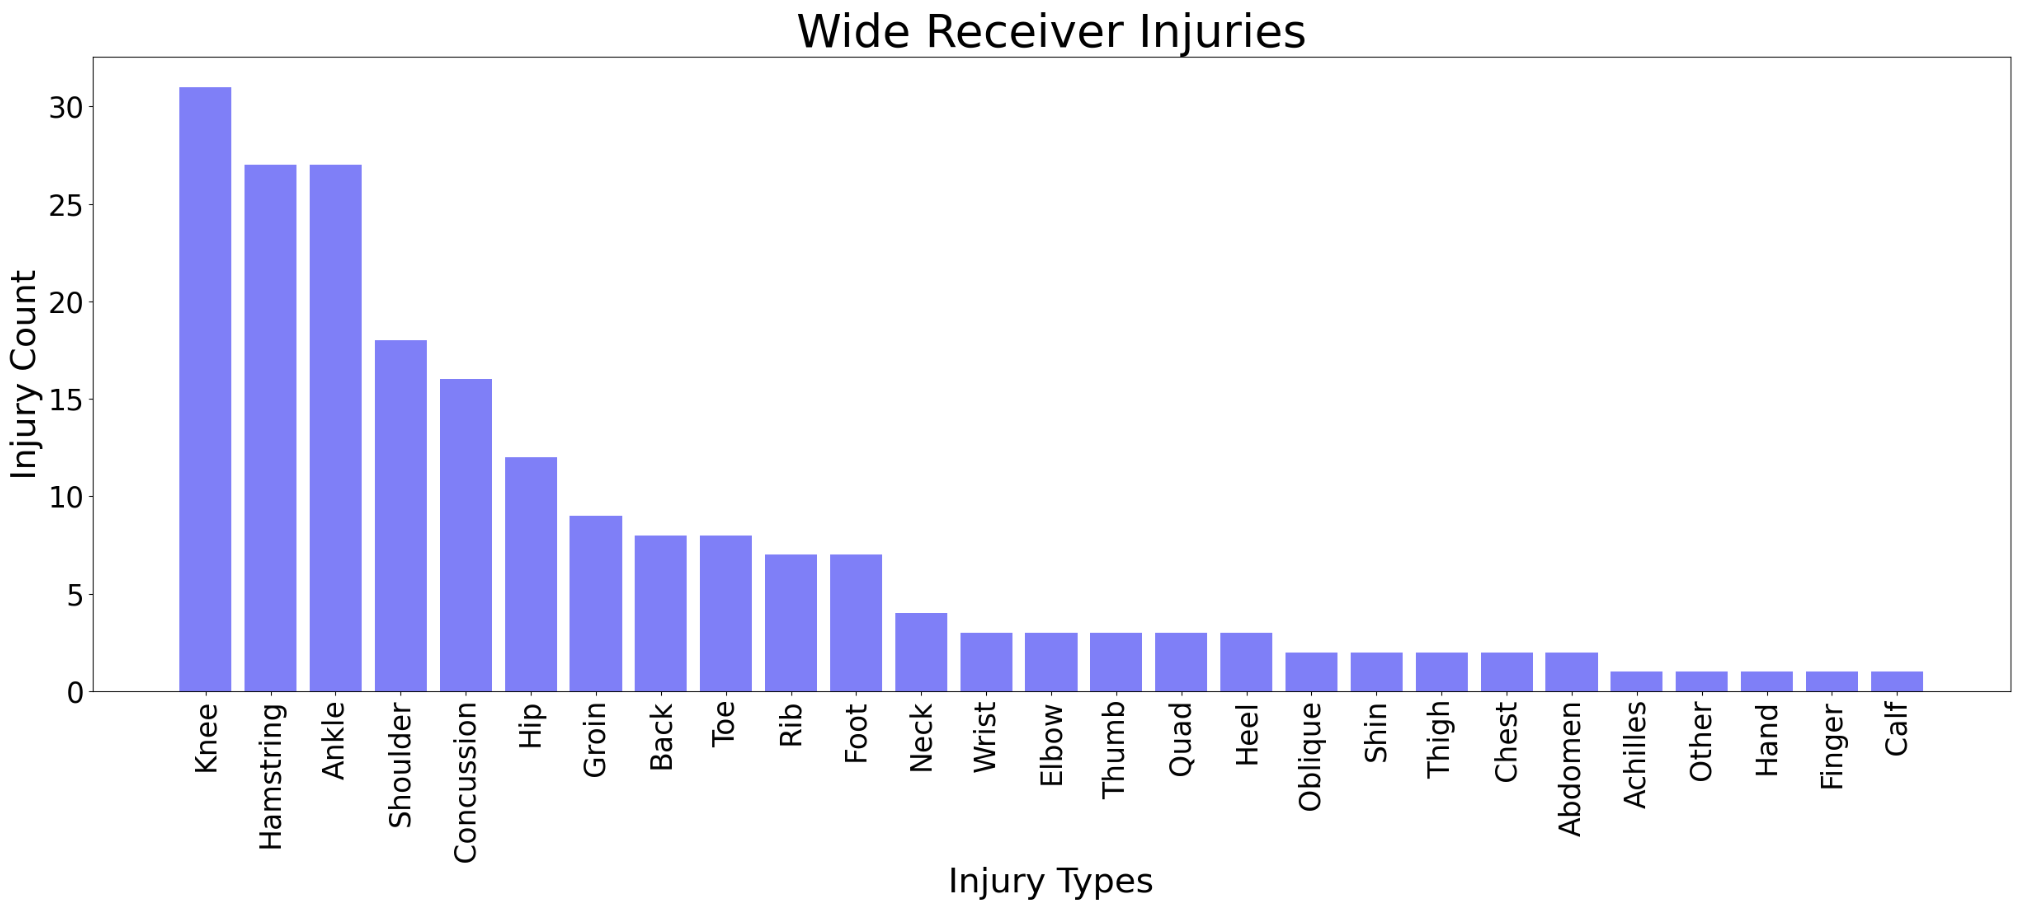 Wide Receiver Injuries
Injury Count
30
25
20
15
10
5
0
Knee
Hamstring
Ankle
Shoulder
Concussion
Hip
Groin
Back
Toe
Rib
Foot
Neck
Wrist
Elbow
Thumb
Quad
Heel
Oblique
Shin
Thigh
Chest
Abdomen
Achilles
Other
Hand
Finger
Calf
Injury Types